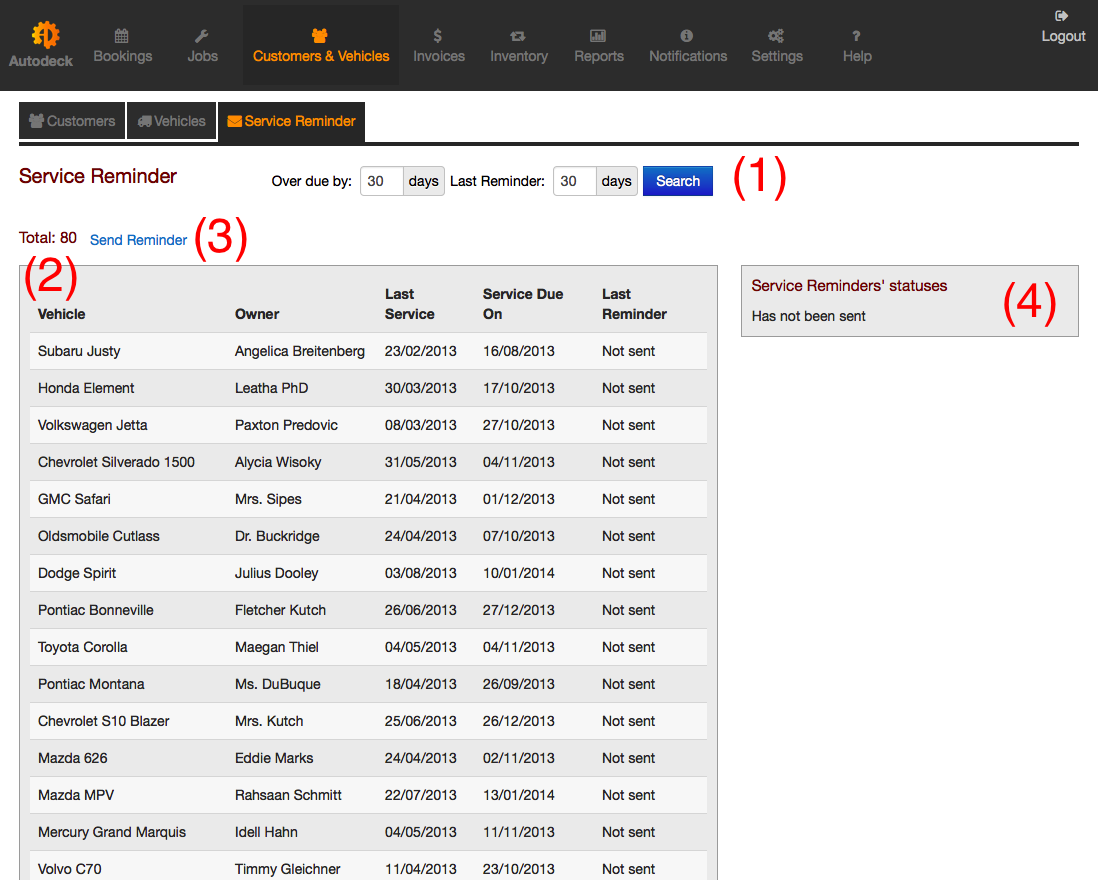 Autodeck
Bookings
Jobs
Customers & Vehicles
Invoices
Inventory
Reports
Notifications
Settings
Help
Logout
Customers Vehicles Service Reminder
Service Reminder Over due by: 30 days Last Reminder: 30 days Search (1)
Total: 80 Send Reminder (3)
(2)
Vehicle Owner Last Service Service Due On Last Reminder
Subaru Justy Angelica Breitenberg 23/02/2013 16/08/2013 Not sent
Honda Element Leatha PhD 30/03/2013 17/10/2013 Not sent
Volkswagen Jetta Paxton Predovic 08/03/2013 27/10/2013 Not sent
Chevrolet Silverado 1500 Alycia Wisoky 31/05/2013 04/11/2013 Not sent
GMC Safari Mrs. Sipes 21/04/2013 01/12/2013 Not sent
Oldsmobile Cutlass Dr. Buckridge 24/04/2013 07/10/2013 Not sent
Dodge Spirit Julius Dooley 03/08/2013 10/01/2014 Not sent
Pontiac Bonneville Fletcher Kutch 26/06/2013 27/12/2013 Not sent
Toyota Corolla Maegan Thiel 04/05/2013 04/11/2013 Not sent
Pontiac Montana Ms. DuBuque 18/04/2013 26/09/2013 Not sent
Chevrolet S10 Blazer Mrs. Kutch 25/06/2013 26/12/2013 Not sent
Mazda 626 Eddie Marks 24/04/2013 02/11/2013 Not sent
Mazda MPV Rahsaan Schmitt 22/07/2013 13/01/2014 Not sent
Mercury Grand Marquis Idell Hahn 04/05/2013 11/11/2013 Not sent
Volvo C70 Timmy Gleichner 11/04/2013 23/10/2013 Not sent
Service Reminders' statuses
Has not been sent
(4)